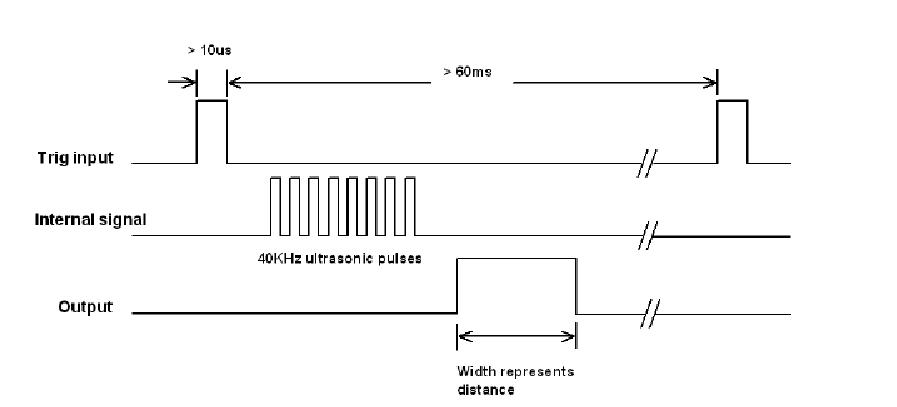 > 10us
> 60ms
Trig input
Internal signal
40KHz ultrasonic pulses
Output
Width represents
distance